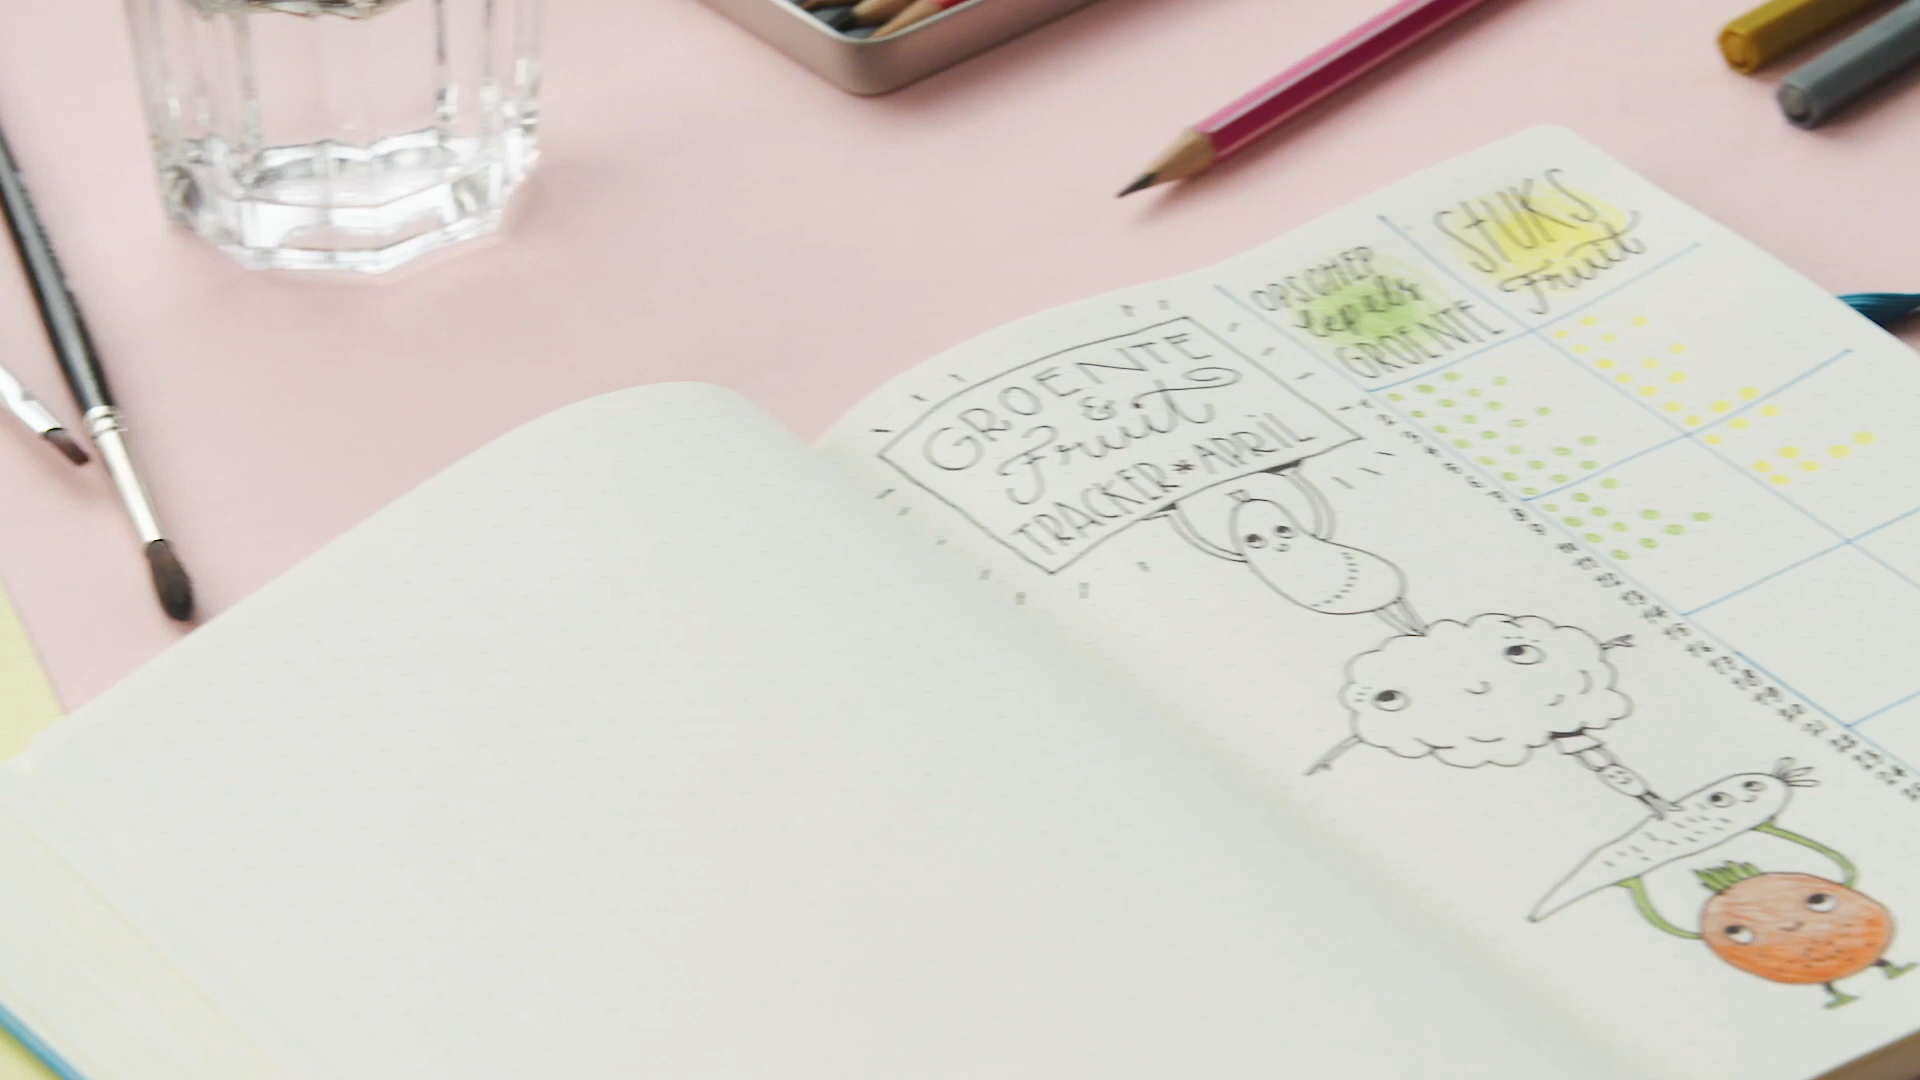 GROENTE
&
Fruit
TRACKER * APRIL
OPSCHEP
lepels
GROENTE
STUKS
Fruit